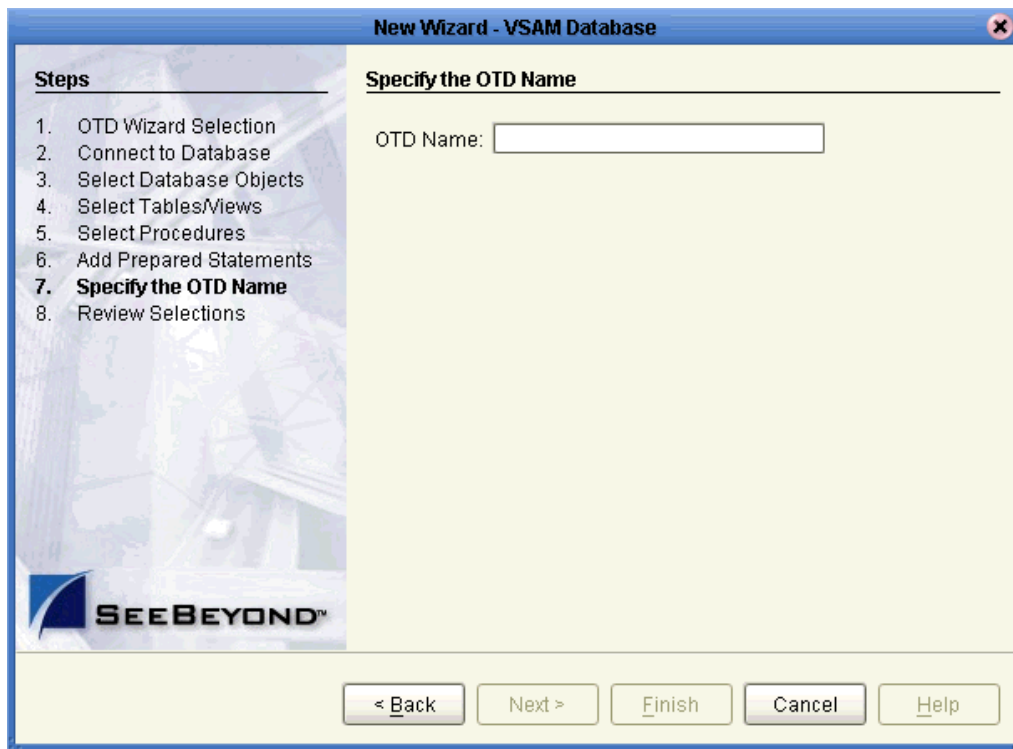 New Wizard - VSAM Database
Steps
1. OTD Wizard Selection
2. Connect to Database
3. Select Database Objects
4. Select Tables/Views
5. Select Procedures
6. Add Prepared Statements
7. Specify the OTD Name
8. Review Selections
SEEBEYOND™
Specify the OTD Name
OTD Name:
< Back
Next >
Finish
Cancel
Help